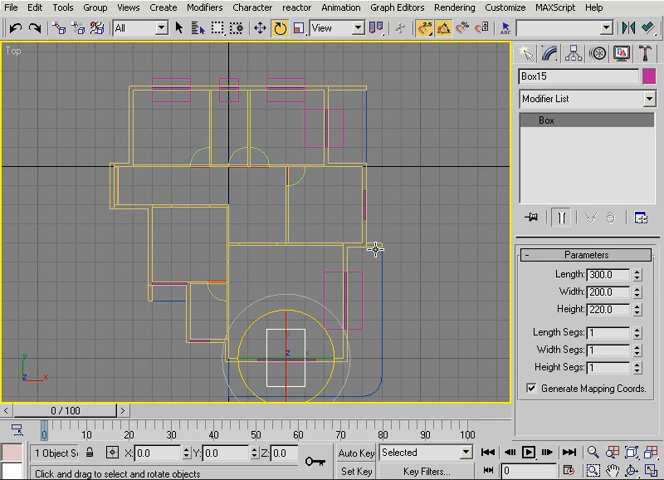 File Edit Tools Group Views Create Modifiers Character reactor Animation Graph Editors Rendering Customize MAXScript Help
All View
Top
Box15
Modifier List
Box
Parameters
Length: 300.0
Width: 200.0
Height: 220.0
Length Segs: 1
Width Segs: 1
Height Segs: 1
Generate Mapping Coords.
z
y
z x
0 / 100
0 10 20 30 40 50 60 70 80 90 100
1 Object Se X: 0.0 Y: 0.0 Z: 0.0 Auto Key Selected
Click and drag to select and rotate objects Set Key Key Filters... 0